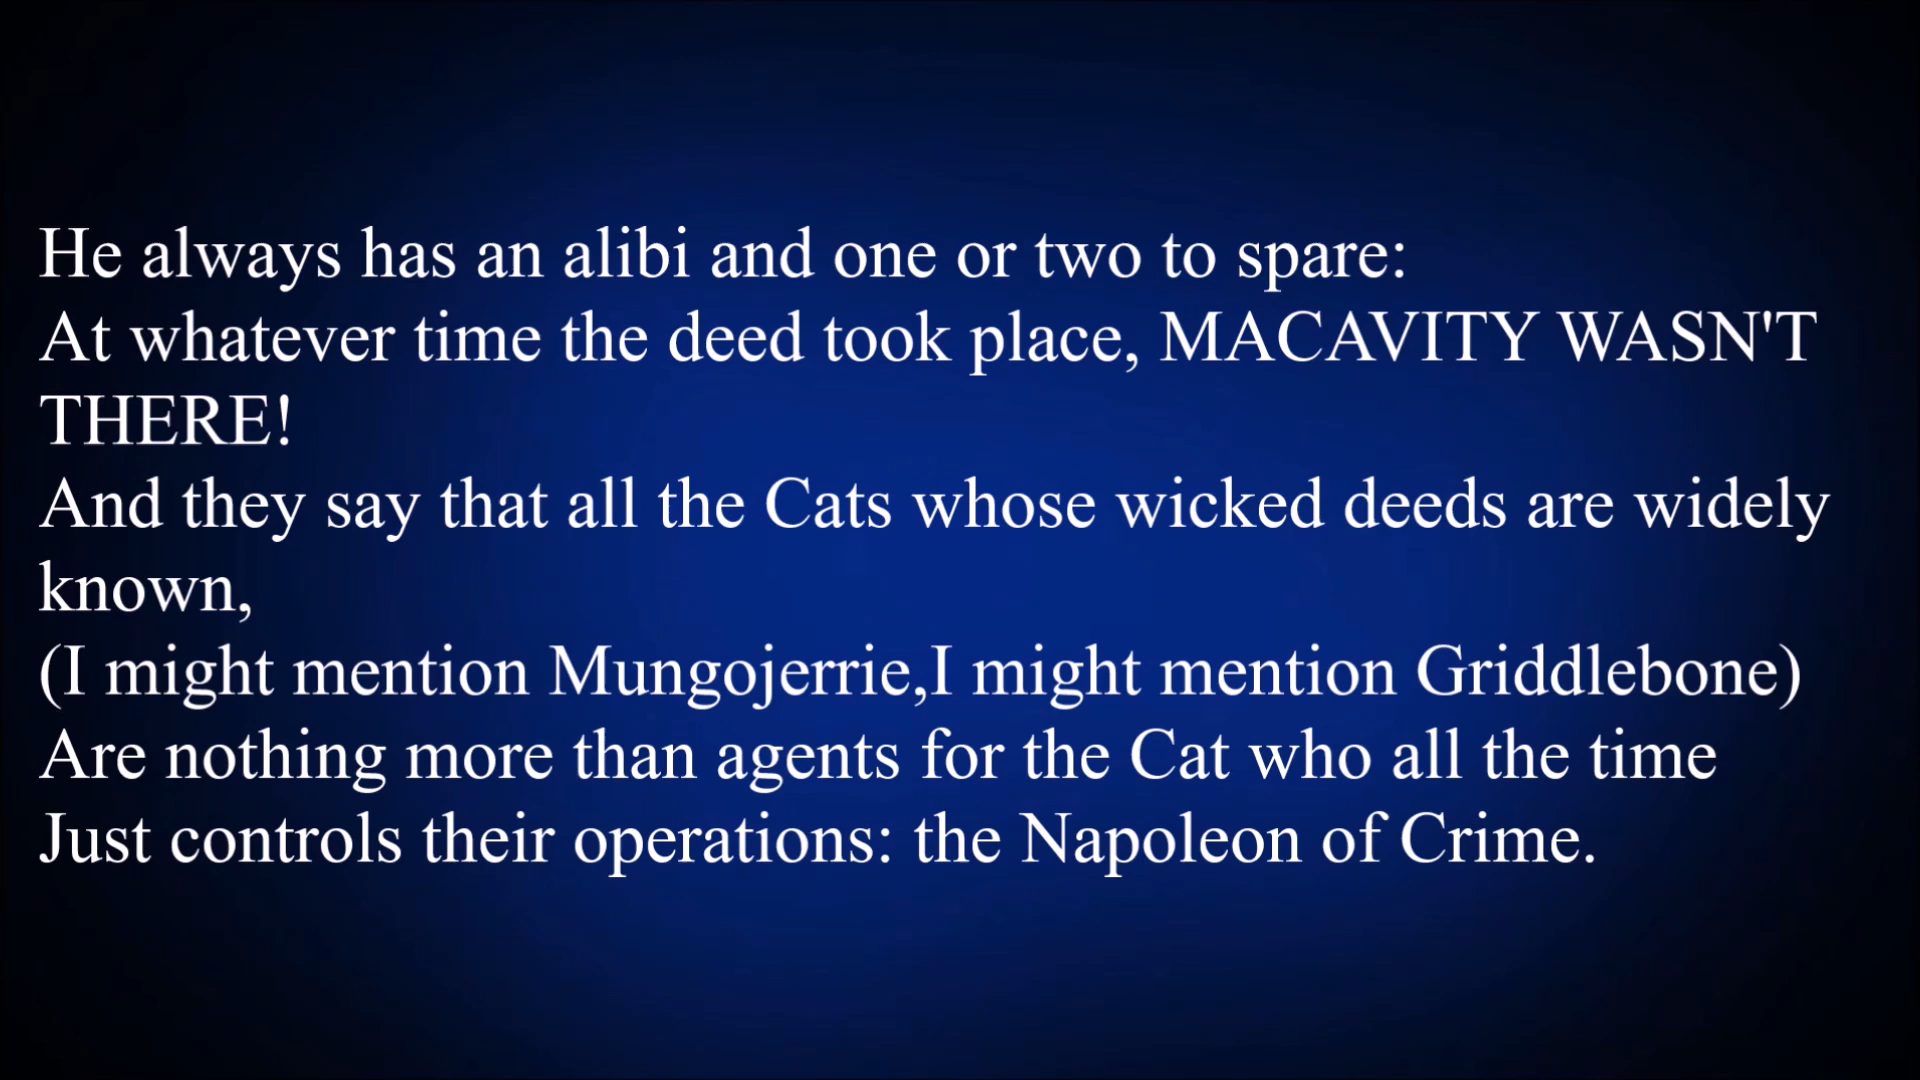 He always has an alibi and one or two to spare:
At whatever time the deed took place, MACAVITY WASN'T
THERE!
And they say that all the Cats whose wicked deeds are widely
known,
(I might mention Mungojerrie,I might mention Griddlebone)
Are nothing more than agents for the Cat who all the time
Just controls their operations: the Napoleon of Crime.